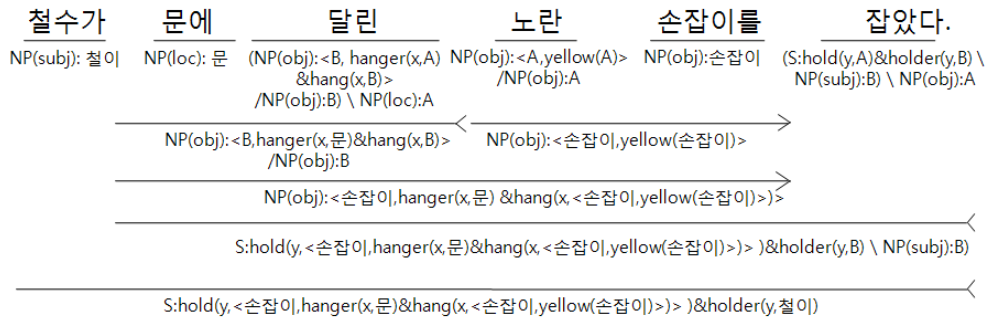 철수가 문에 달린 노란 손잡이를 잡았다.
NP(subj): 철이 NP(loc): 문 (NP(obj):<B, hanger(x,A) NP(obj):<A,yellow(A)> NP(obj):손잡이 (S:hold(y,A)&holder(y,B) \
&hang(x,B)> /NP(obj):A NP(subj):B) \ NP(obj):A
/NP(obj):B) \ NP(loc):A
NP(obj):<B,hanger(x,문)&hang(x,B)> NP(obj):<손잡이,yellow(손잡이)>
/NP(obj):B
NP(obj):<손잡이,hanger(x,문) &hang(x,<손잡이,yellow(손잡이)>)>
S:hold(y,<손잡이,hanger(x,문)&hang(x,<손잡이,yellow(손잡이)>)> )&holder(y,B) \ NP(subj):B)
S:hold(y,<손잡이,hanger(x,문)&hang(x,<손잡이,yellow(손잡이)>)> )&holder(y,철이)